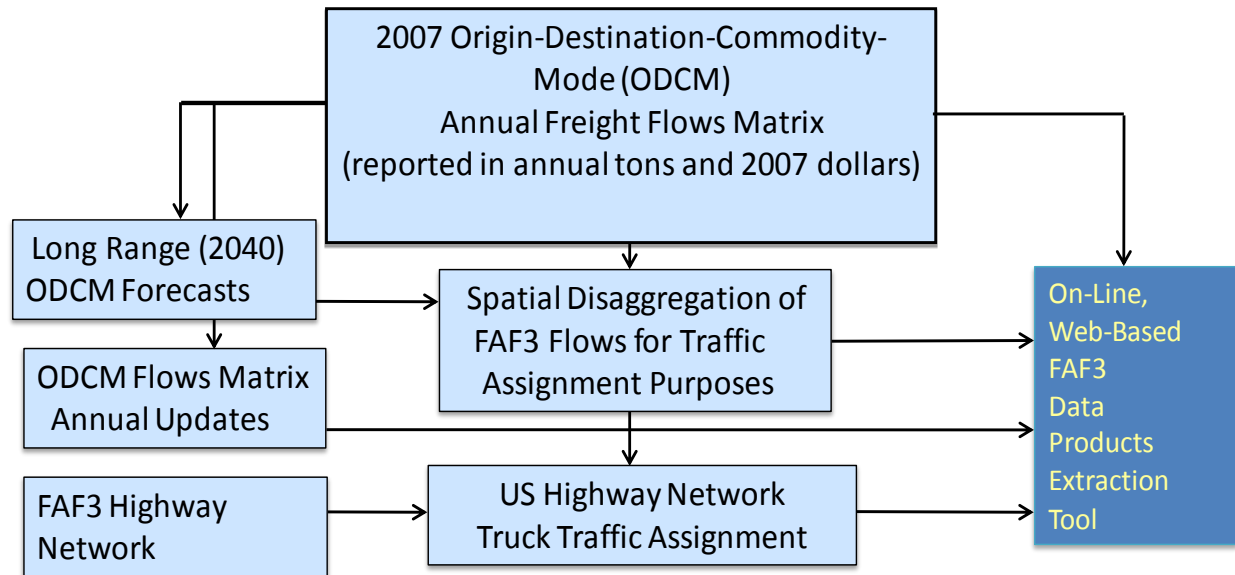 2007 Origin-Destination-Commodity-
Mode (ODCM)
Annual Freight Flows Matrix
(reported in annual tons and 2007 dollars)
Long Range (2040)
ODCM Forecasts
Spatial Disaggregation of
FAF3 Flows for Traffic
Assignment Purposes
ODCM Flows Matrix
Annual Updates
FAF3 Highway
Network
US Highway Network
Truck Traffic Assignment
On-Line,
Web-Based
FAF3
Data
Products
Extraction
Tool